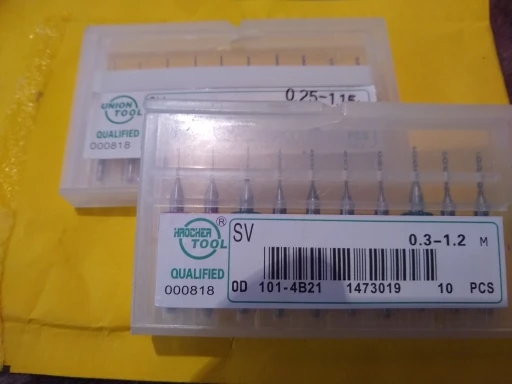 UNION
TOOL
0.25-1.15
QUALIFIED
000818
HAOCHER
TOOL
®
SV
0.3-1.2 M
QUALIFIED
000818
OD 101-4B21 1473019 10 PCS